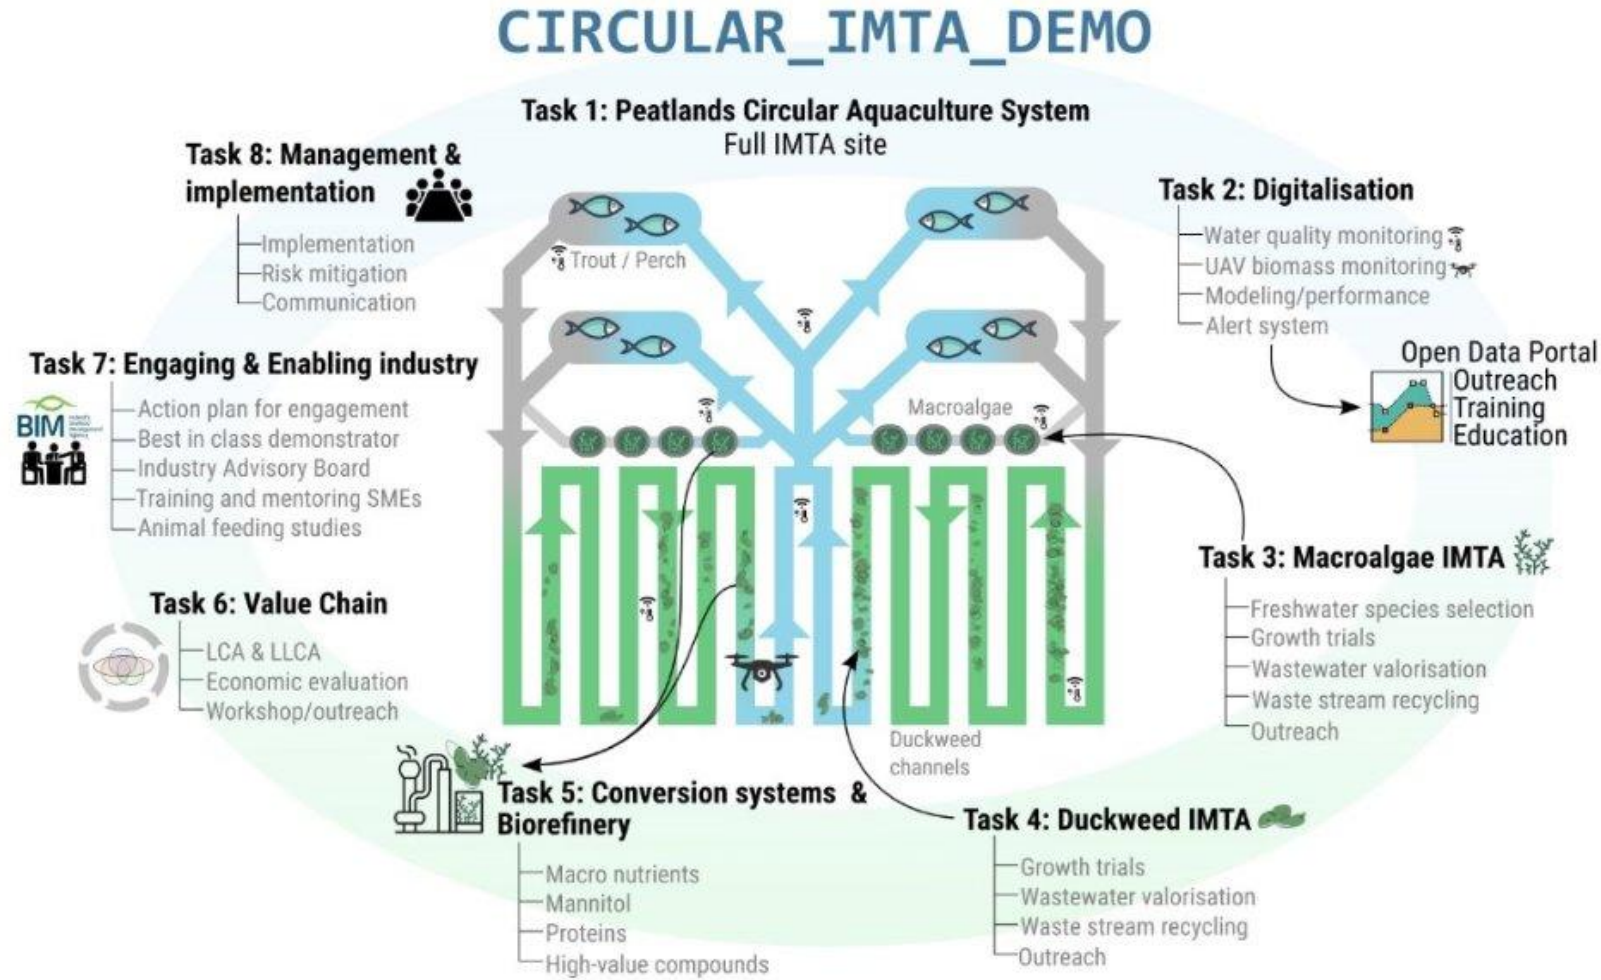 CIRCULAR_IMTA_DEMO
Task 1: Peatlands Circular Aquaculture System
Full IMTA site
Task 8: Management &
implementation
Implementation
Risk mitigation
Communication
Task 2: Digitalisation
Water quality monitoring
UAV biomass monitoring
Modeling/performance
Alert system
Trout / Perch
Open Data Portal
Outreach
Training
Education
Task 7: Engaging & Enabling industry
BIM
Action plan for engagement
Best in class demonstrator
Industry Advisory Board
Training and mentoring SMEs
Animal feeding studies
Macroalgae
Task 3: Macroalgae IMTA
Freshwater species selection
Growth trials
Wastewater valorisation
Waste stream recycling
Outreach
Task 6: Value Chain
LCA & LLCA
Economic evaluation
Workshop/outreach
Duckweed
channels
Task 5: Conversion systems &
Biorefinery
Macro nutrients
Mannitol
Proteins
High-value compounds
Task 4: Duckweed IMTA
Growth trials
Wastewater valorisation
Waste stream recycling
Outreach